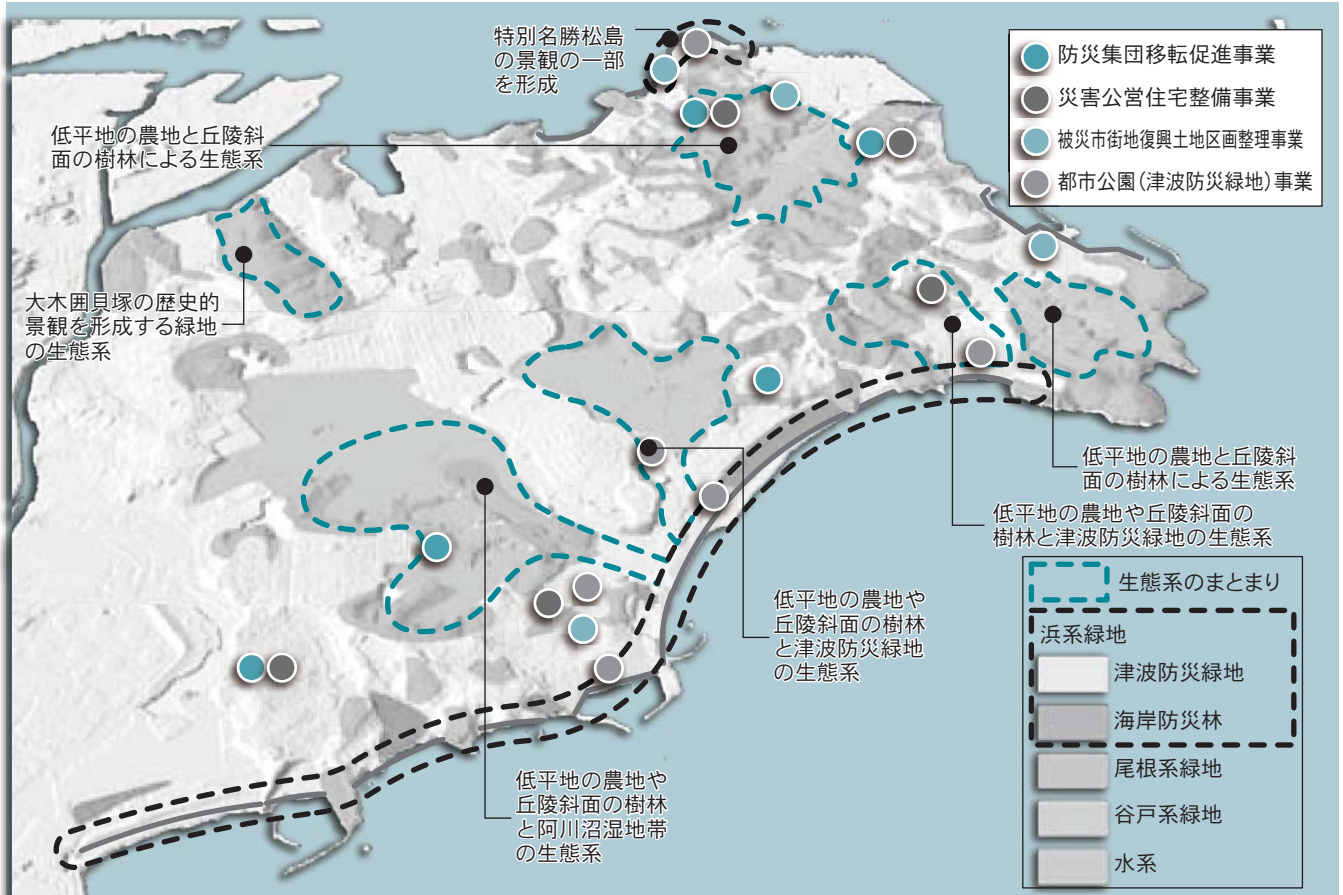 特別名勝松島
の景観の一部
を形成
防災集団移転促進事業
災害公営住宅整備事業
被災市街地復興土地区画整理事業
都市公園(津波防災緑地)事業
低平地の農地と丘陵斜
面の樹林による生態系
大木囲貝塚の歴史的
景観を形成する緑地
の生態系
低平地の農地と丘陵斜
面の樹林による生態系
低平地の農地や丘陵斜面の
樹林と津波防災緑地の生態系
低平地の農地や
丘陵斜面の樹林
と津波防災緑地
の生態系
低平地の農地や
丘陵斜面の樹林
と阿川沼湿地帯
の生態系
生態系のまとまり
浜系緑地
津波防災緑地
海岸防災林
尾根系緑地
谷戸系緑地
水系